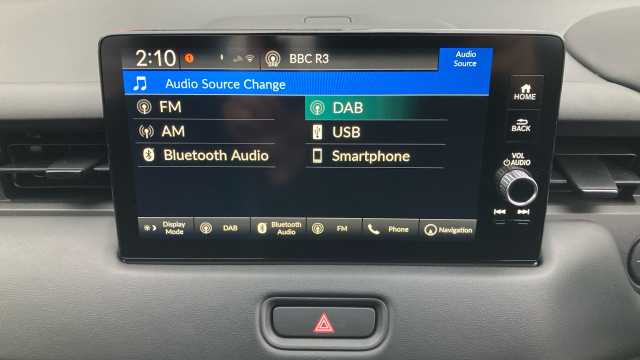 2:10
BBC R3
Audio Source
Audio Source Change
FM
DAB
AM
USB
Bluetooth Audio
Smartphone
Display Mode
DAB
Bluetooth Audio
FM
Phone
Navigation
HOME
BACK
VOL
AUDIO